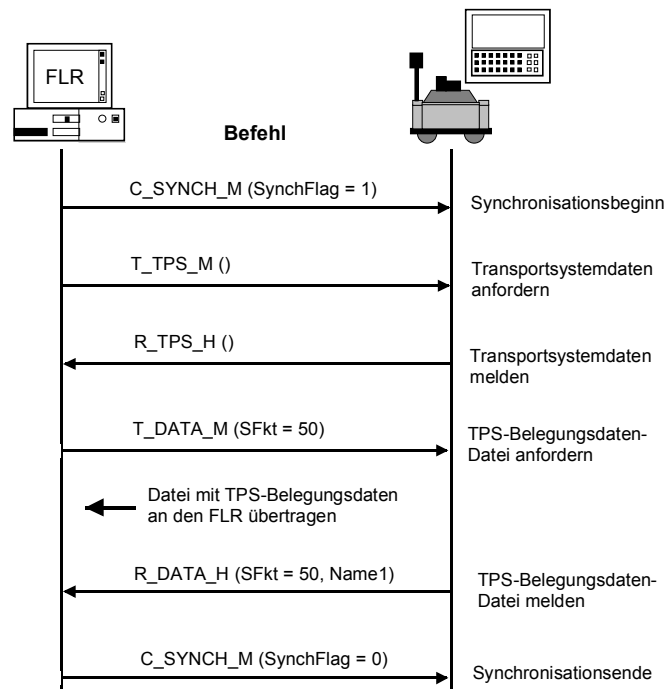 FLR
Befehl
C_SYNCH_M (SynchFlag = 1)
Synchronisationsbeginn
T_TPS_M ()
Transportsystemdaten
anfordern
R_TPS_H ()
Transportsystemdaten
melden
T_DATA_M (SFkt = 50)
TPS-Belegungsdaten-
Datei anfordern
Datei mit TPS-Belegungsdaten
an den FLR übertragen
R_DATA_H (SFkt = 50, Name1)
TPS-Belegungsdaten-
Datei melden
C_SYNCH_M (SynchFlag = 0)
Synchronisationsende